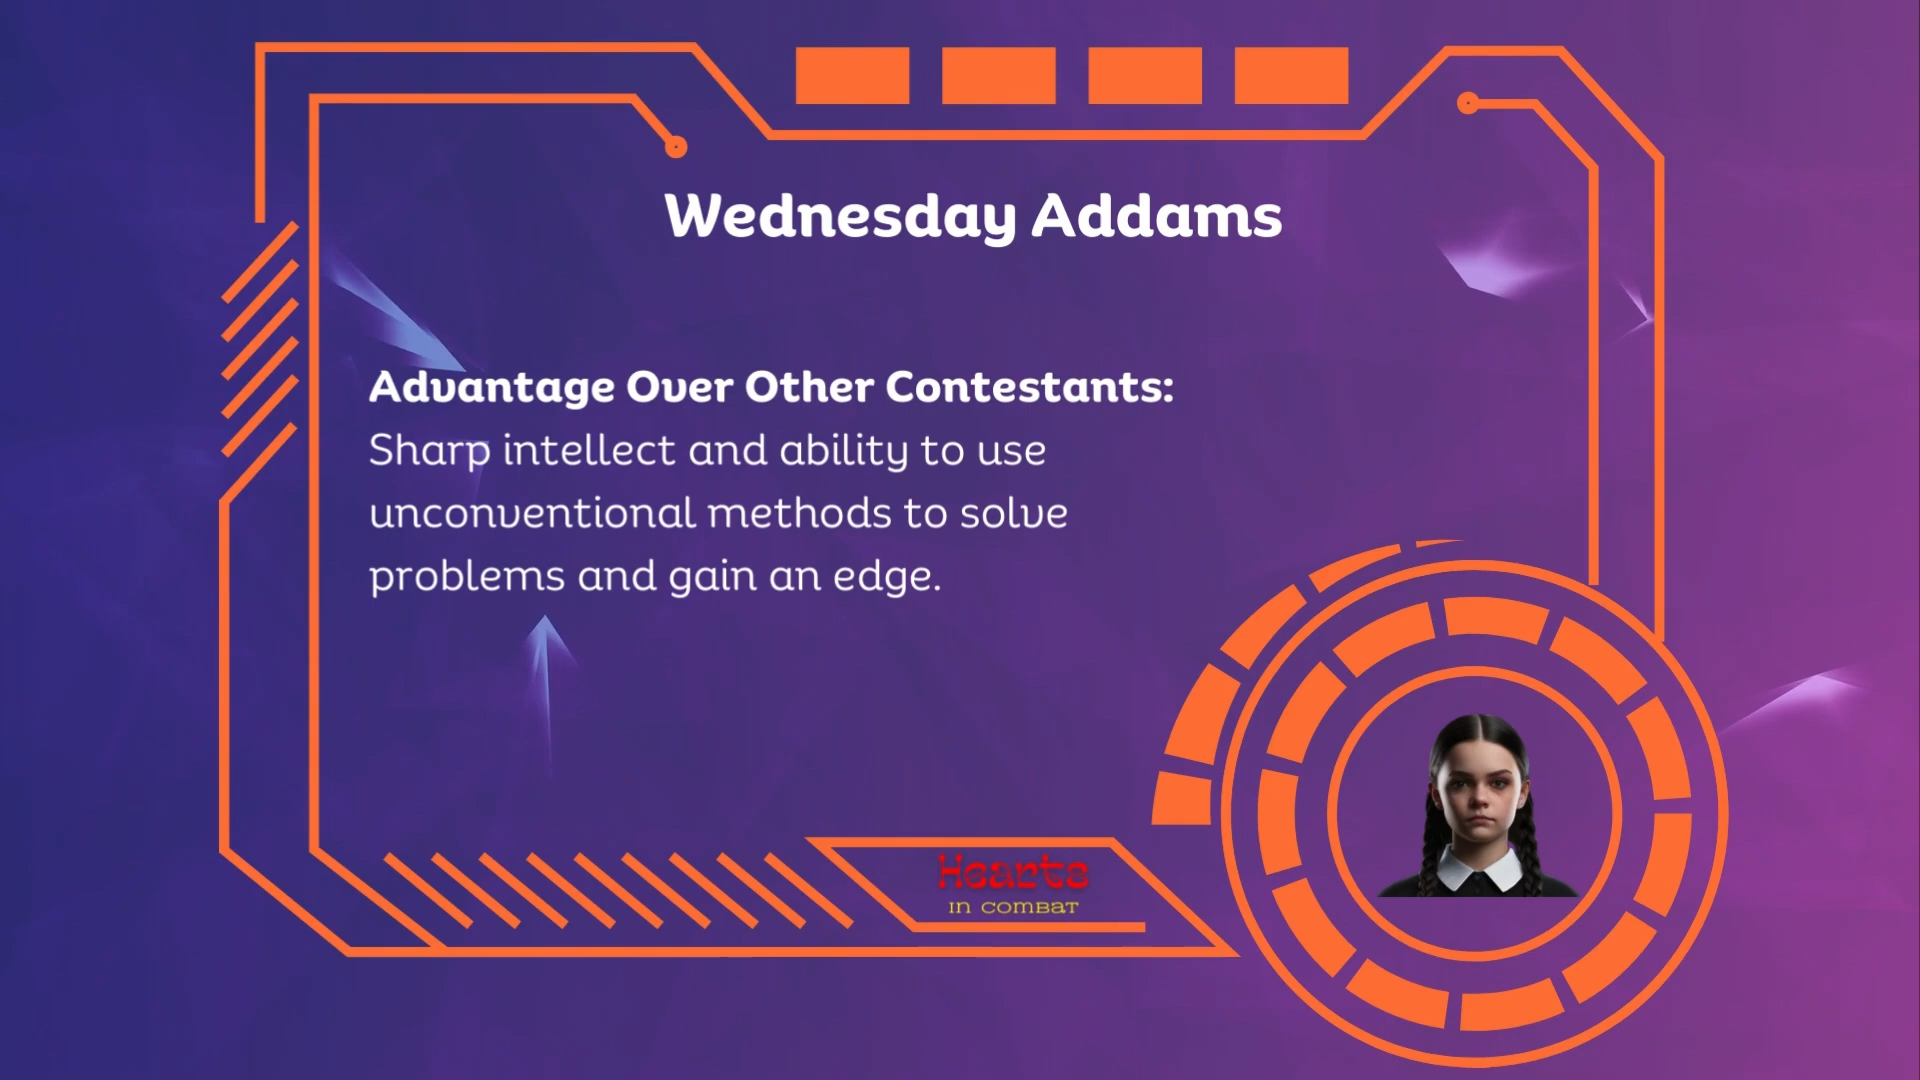 Wednesday Addams
Advantage Over Other Contestants:
Sharp intellect and ability to use
unconventional methods to solve
problems and gain an edge.
Hearts
IN COMBAT